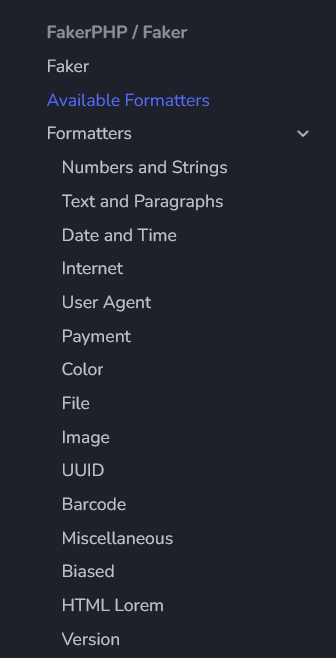 FakerPHP / Faker
Faker
Available Formatters
Formatters
Numbers and Strings
Text and Paragraphs
Date and Time
Internet
User Agent
Payment
Color
File
Image
UUID
Barcode
Miscellaneous
Biased
HTML Lorem
Version